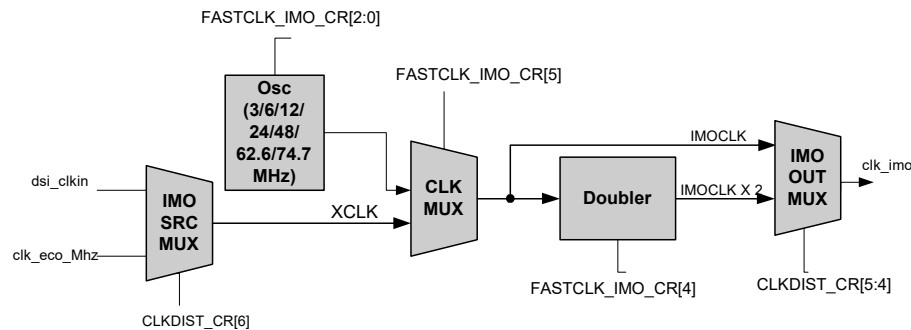 FASTCLK_IMO_CR[2:0]
Osc
(3/6/12/
24/48/
62.6/74.7
MHz)
FASTCLK_IMO_CR[5]
dsi_clkin
clk_eco_Mhz
IMO
SRC
MUX
XCLK
CLK
MUX
IMOCLK
Doubler
IMOCLK X 2
IMO
OUT
MUX
clk_imo
CLKDIST_CR[6]
FASTCLK_IMO_CR[4]
CLKDIST_CR[5:4]